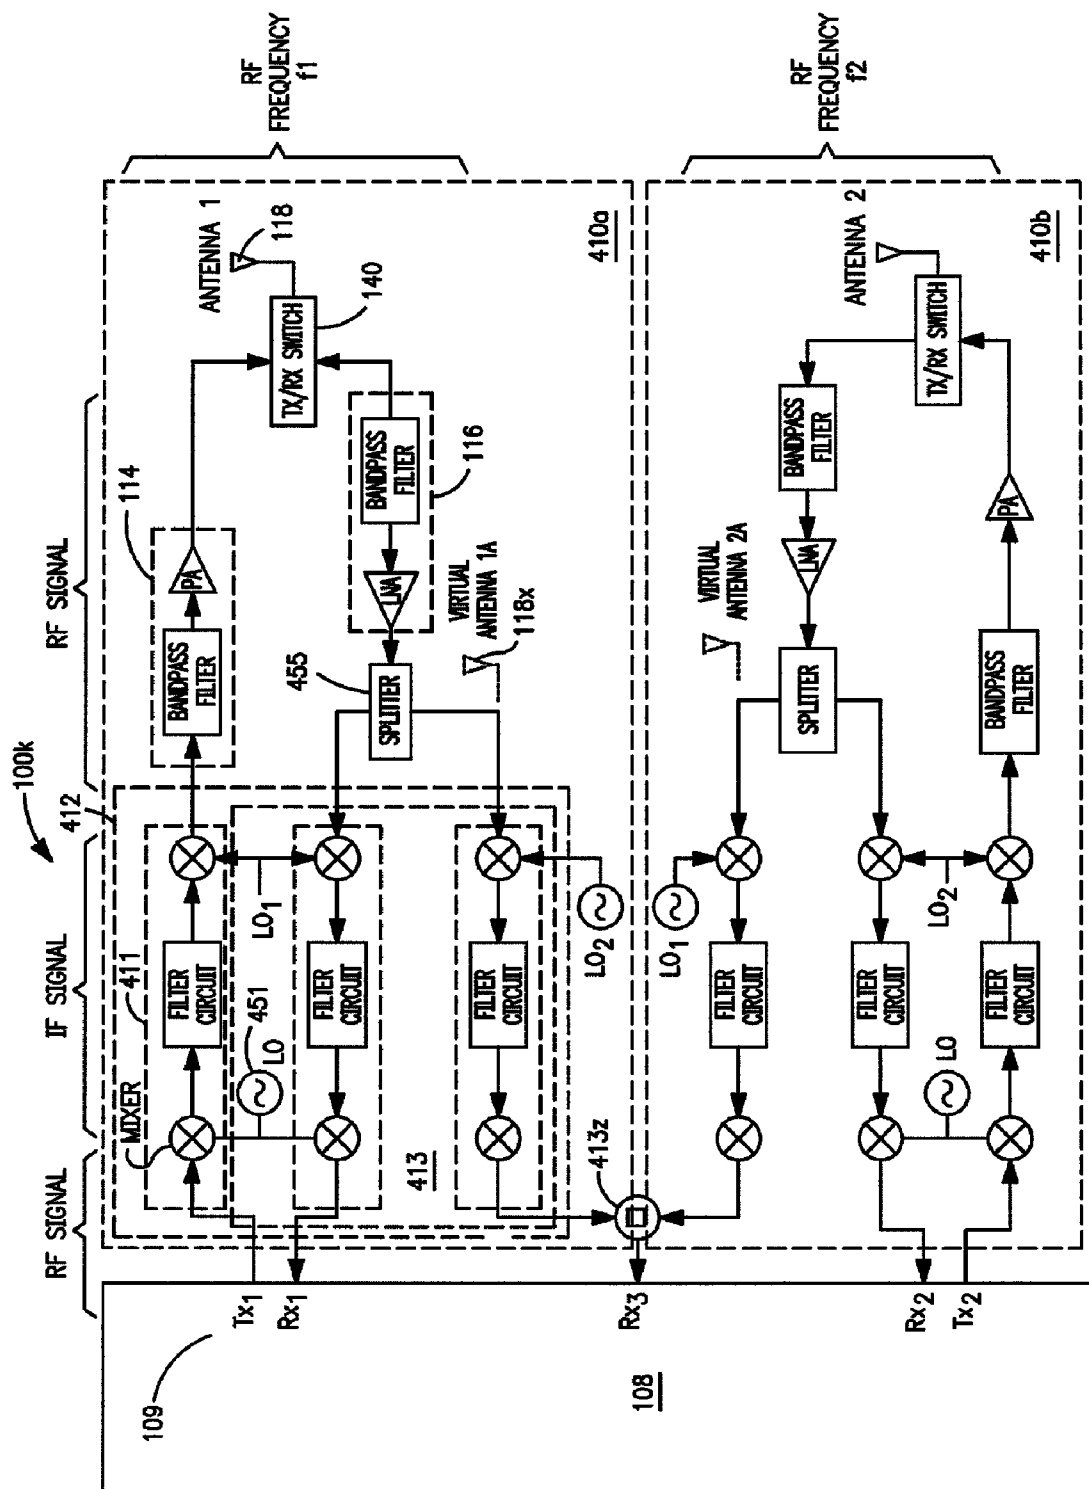 100k
RF SIGNAL
IF SIGNAL
RF SIGNAL
RF
FREQUENCY
f1
RF
FREQUENCY
f2
109
108
Tx1
Rx1
Rx3
Rx2
Tx2
412
411
MIXER
FILTER
CIRCUIT
LO1
451
LO
FILTER
CIRCUIT
413
FILTER
CIRCUIT
LO2
413z
114
BANDPASS
FILTER
PA
ANTENNA 1
118
TX/RX SWITCH
140
BANDPASS
FILTER
116
LNA
455
SPLITTER
VIRTUAL
ANTENNA 1A
118x
410a
LO1
FILTER
CIRCUIT
FILTER
CIRCUIT
LO2
LO
FILTER
CIRCUIT
VIRTUAL
ANTENNA 2A
SPLITTER
LNA
BANDPASS
FILTER
ANTENNA 2
TX/RX SWITCH
BANDPASS
FILTER
PA
410b